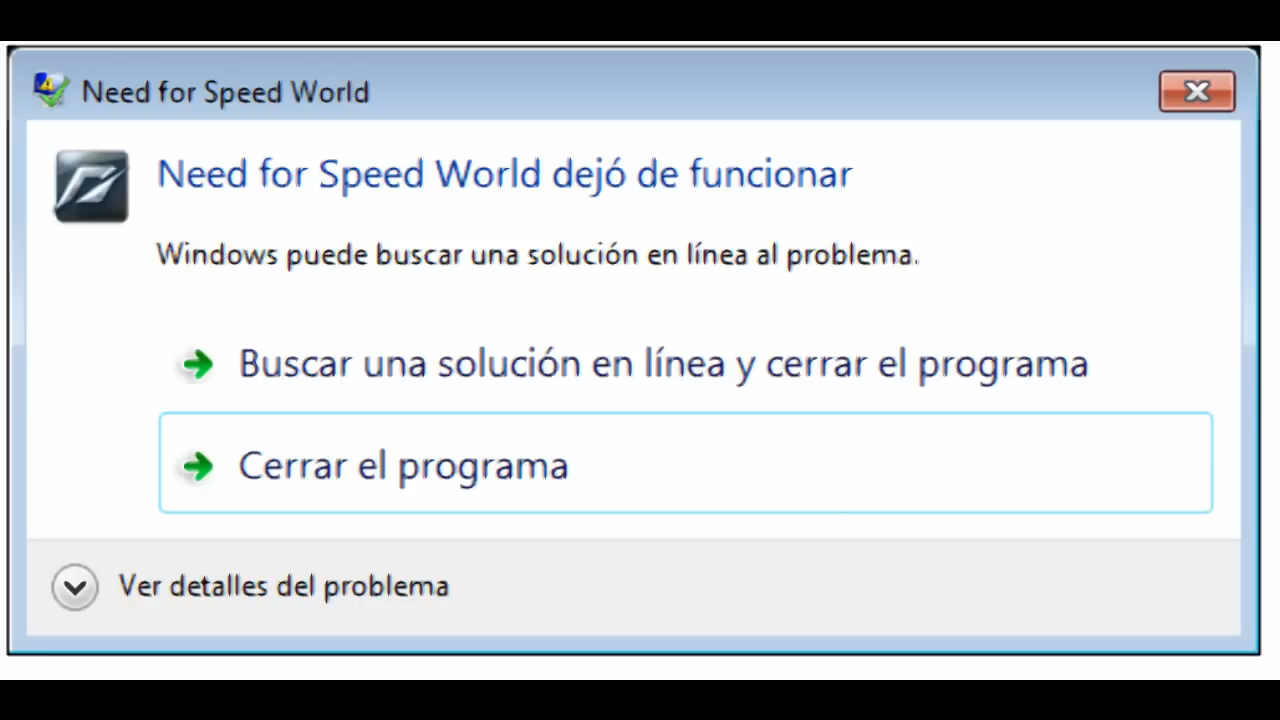 Need for Speed World
Need for Speed World dejó de funcionar
Windows puede buscar una solución en línea al problema.
Buscar una solución en línea y cerrar el programa
Cerrar el programa
Ver detalles del problema